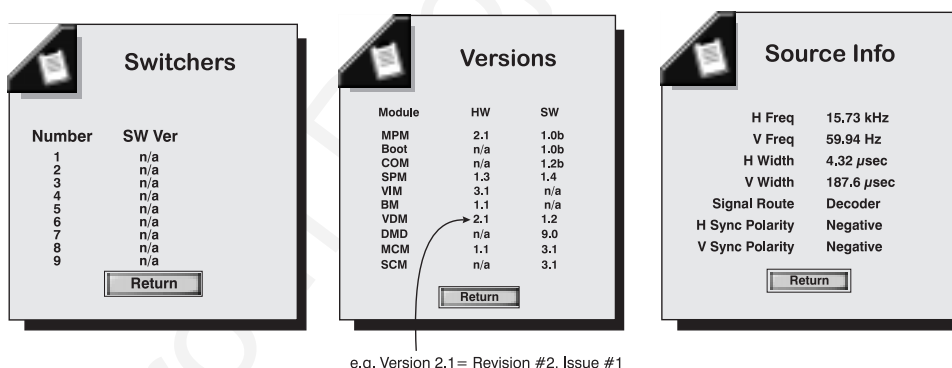 Switchers
Number SW Ver
1 n/a
2 n/a
3 n/a
4 n/a
5 n/a
6 n/a
7 n/a
8 n/a
9 n/a
Return
Versions
Module HW SW
MPM 2.1 1.0b
Boot n/a 1.0b
COM n/a 1.2b
SPM 1.3 1.4
VIM 3.1 n/a
BM 1.1 n/a
VDM 2.1 1.2
DMD n/a 9.0
MCM 1.1 3.1
SCM n/a 3.1
Return
e.g. Version 2.1= Revision #2, Issue #1
Source Info
H Freq 15.73 kHz
V Freq 59.94 Hz
H Width 4.32 µsec
V Width 187.6 µsec
Signal Route Decoder
H Sync Polarity Negative
V Sync Polarity Negative
Return